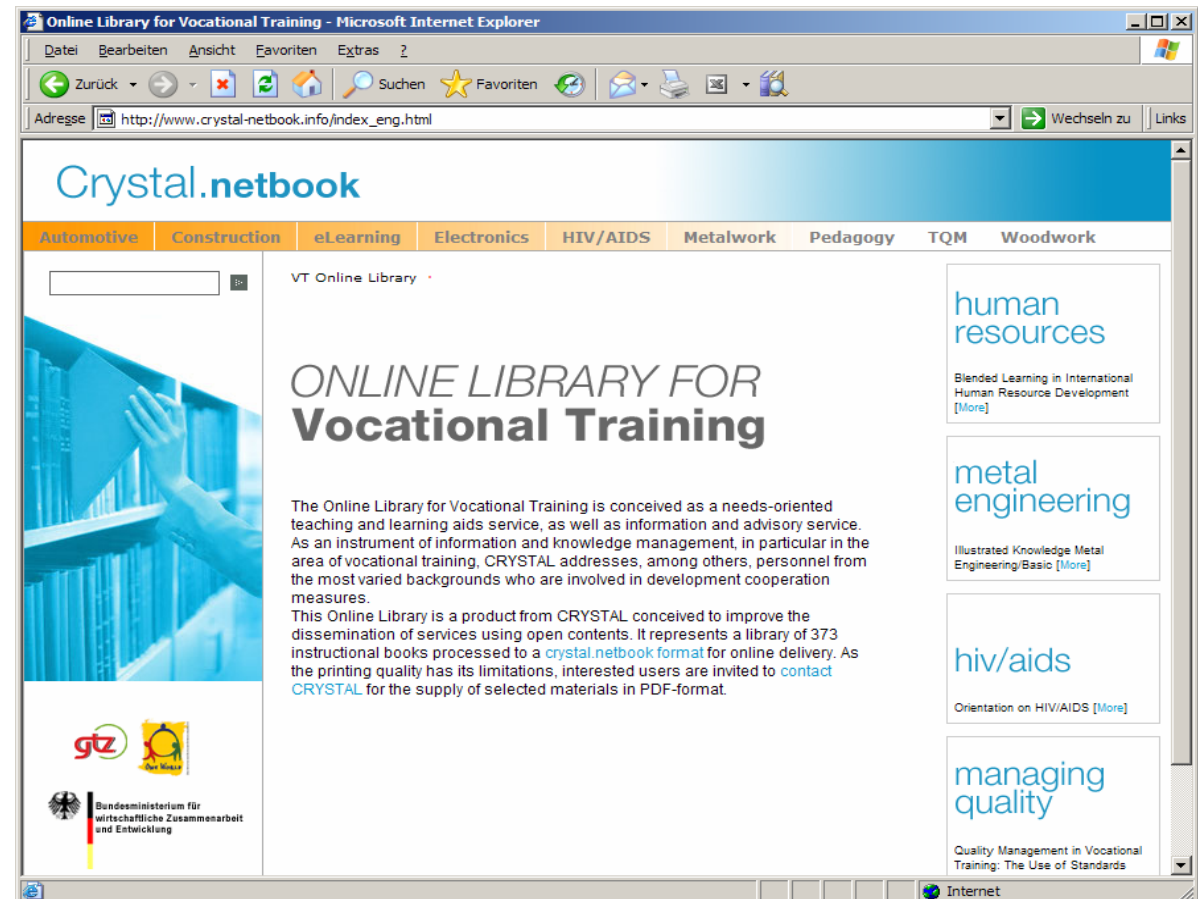 Online Library for Vocational Training - Microsoft Internet Explorer
Datei Bearbeiten Ansicht Favoriten Extras ?
Zurück Suchen Favoriten
Adresse http://www.crystal-netbook.info/index_eng.html Wechseln zu Links
Crystal.netbook
Automotive Construction eLearning Electronics HIV/AIDS Metalwork Pedagogy TQM Woodwork
VT Online Library
ONLINE LIBRARY FOR
Vocational Training
The Online Library for Vocational Training is conceived as a needs-oriented
teaching and learning aids service, as well as information and advisory service.
As an instrument of information and knowledge management, in particular in the
area of vocational training, CRYSTAL addresses, among others, personnel from
the most varied backgrounds who are involved in development cooperation
measures.
This Online Library is a product from CRYSTAL conceived to improve the
dissemination of services using open contents. It represents a library of 373
instructional books processed to a crystal.netbook format for online delivery. As
the printing quality has its limitations, interested users are invited to contact
CRYSTAL for the supply of selected materials in PDF-format.
human
resources
Blended Learning in International
Human Resource Development
[More]
metal
engineering
Illustrated Knowledge Metal
Engineering/Basic [More]
hiv/aids
Orientation on HIV/AIDS [More]
managing
quality
Quality Management in Vocational
Training: The Use of Standards
gtz
One World
Bundesministerium für
wirtschaftliche Zusammenarbeit
und Entwicklung
Internet